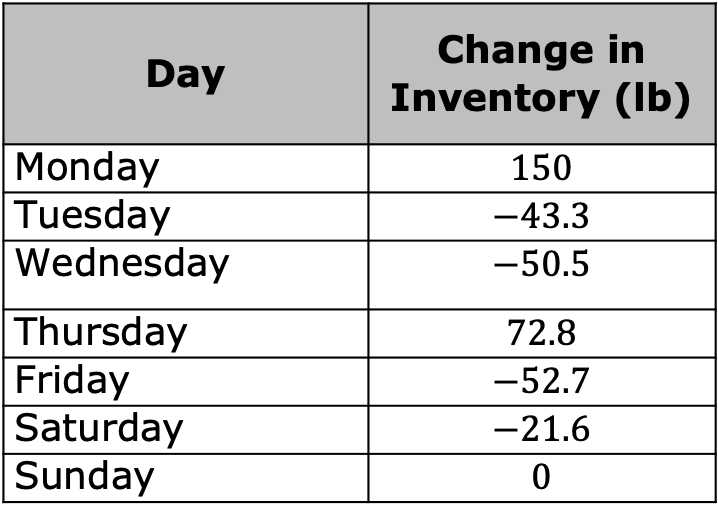 Day Change in
Inventory (lb)
Monday 150
Tuesday −43.3
Wednesday −50.5
Thursday 72.8
Friday −52.7
Saturday −21.6
Sunday 0